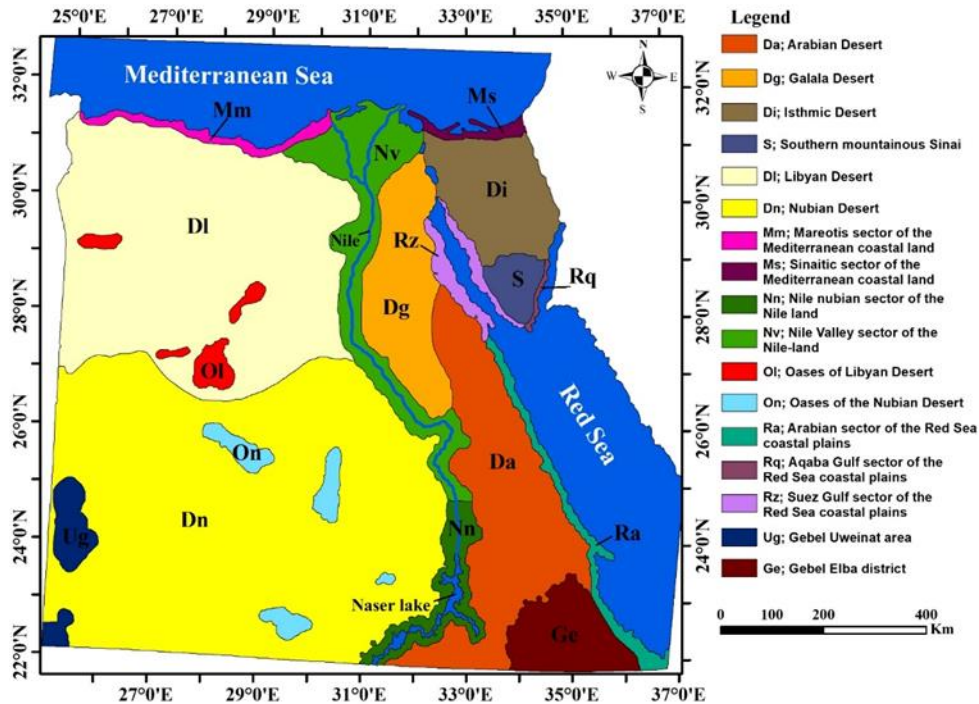 25°0'E 27°0'E 29°0'E 31°0'E 33°0'E 35°0'E 37°0'E
32°0'N
30°0'N
28°0'N
26°0'N
24°0'N
22°0'N
Mediterranean Sea
N
W E
S
Mm
Ms
Nv
Di
Dl
Nile
Rz
S
Rq
Dg
Ol
Red Sea
On
Da
Dn
Ug
Nn
Ra
Naser lake
Ge
32°0'N
30°0'N
28°0'N
26°0'N
24°0'N
22°0'N
25°0'E 27°0'E 29°0'E 31°0'E 33°0'E 35°0'E 37°0'E
Legend
Da; Arabian Desert
Dg; Galala Desert
Di; Isthmic Desert
S; Southern mountainous Sinai
Dl; Libyan Desert
Dn; Nubian Desert
Mm; Mareotis sector of the
Mediterranean coastal land
Ms; Sinaitic sector of the
Mediterranean coastal land
Nn; Nile nubian sector of the
Nile land
Nv; Nile Valley sector of the
Nile-land
Ol; Oases of Libyan Desert
On; Oases of the Nubian Desert
Ra; Arabian sector of the Red Sea
coastal plains
Rq; Aqaba Gulf sector of the
Red Sea coastal plains
Rz; Suez Gulf sector of the
Red Sea coastal plains
Ug; Gebel Uweinat area
Ge; Gebel Elba district
0 100 200 400
Km